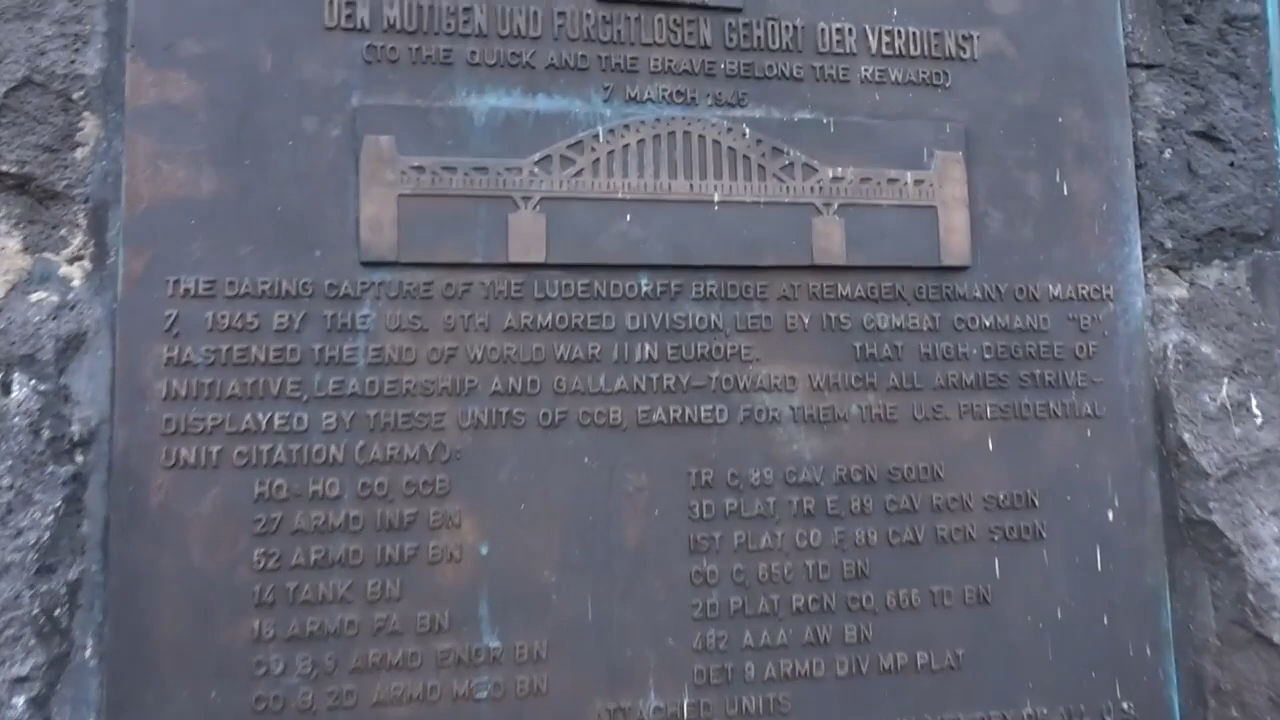 DEN MUTIGEN UND FURCHTLOSEN GEHÖRT DER VERDIENST
(TO THE QUICK AND THE BRAVE BELONG THE REWARD)
7 MARCH 1945
THE DARING CAPTURE OF THE LUDENDORFF BRIDGE AT REMAGEN, GERMANY ON MARCH
7, 1945 BY THE U.S. 9TH ARMORED DIVISION, LED BY ITS COMBAT COMMAND "B".
HASTENED THE END OF WORLD WAR II IN EUROPE. THAT HIGH DEGREE OF
INITIATIVE, LEADERSHIP AND GALLANTRY—TOWARD WHICH ALL ARMIES STRIVE—
DISPLAYED BY THESE UNITS OF CCB, EARNED FOR THEM THE U.S. PRESIDENTIAL
UNIT CITATION (ARMY):
HQ-HQ. CO, CCB
27 ARMD INF BN
52 ARMD INF BN
14 TANK BN
16 ARMD FA BN
CO B, 9 ARMD ENGR BN
CO B, 2D ARMD MED BN
TR C, 89 CAV RCN SQDN
3D PLAT, TR E, 89 CAV RCN SQDN
1ST PLAT, CO F, 89 CAV RCN SQDN
CO C, 656 TD BN
2D PLAT, RCN CO, 656 TD BN
482 AAA AW BN
DET 9 ARMD DIV MP PLAT
ATTACHED UNITS